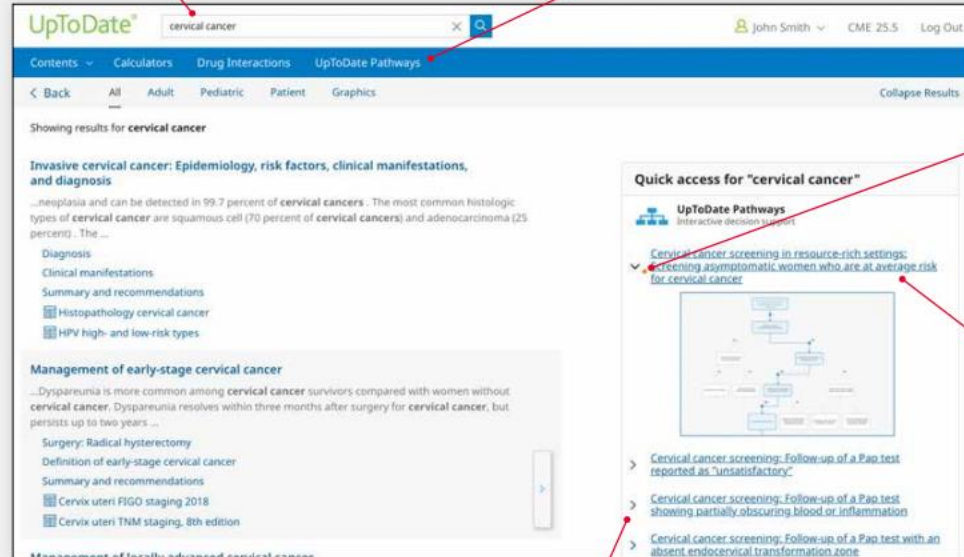 UpToDate®
cervical cancer
John Smith
CME 25.5
Log Out
Contents
Calculators
Drug Interactions
UpToDate Pathways
Back
All
Adult
Pediatric
Patient
Graphics
Collapse Results
Showing results for cervical cancer
Invasive cervical cancer: Epidemiology, risk factors, clinical manifestations,
and diagnosis
...neoplasia and can be detected in 99.7 percent of cervical cancers . The most common histologic
types of cervical cancer are squamous cell (70 percent of cervical cancers) and adenocarcinoma (25
percent) . The ...
Diagnosis
Clinical manifestations
Summary and recommendations
Histopathology cervical cancer
HPV high- and low-risk types
Management of early-stage cervical cancer
...Dyspareunia is more common among cervical cancer survivors compared with women without
cervical cancer. Dyspareunia resolves within three months after surgery for cervical cancer, but
persists up to two years ...
Surgery: Radical hysterectomy
Definition of early-stage cervical cancer
Summary and recommendations
Cervix uteri FIGO staging 2018
Cervix uteri TNM staging, 8th edition
Management of locally advanced cervical cancer
Quick access for "cervical cancer"
UpToDate Pathways
Interactive decision support
Cervical cancer screening in resource-rich settings:
Screening asymptomatic women who are at average risk
for cervical cancer
Cervical cancer screening: Follow-up of a Pap test
reported as "unsatisfactory"
Cervical cancer screening: Follow-up of a Pap test
showing partially obscuring blood or inflammation
Cervical cancer screening: Follow-up of a Pap test with an
absent endocervical transformation zone